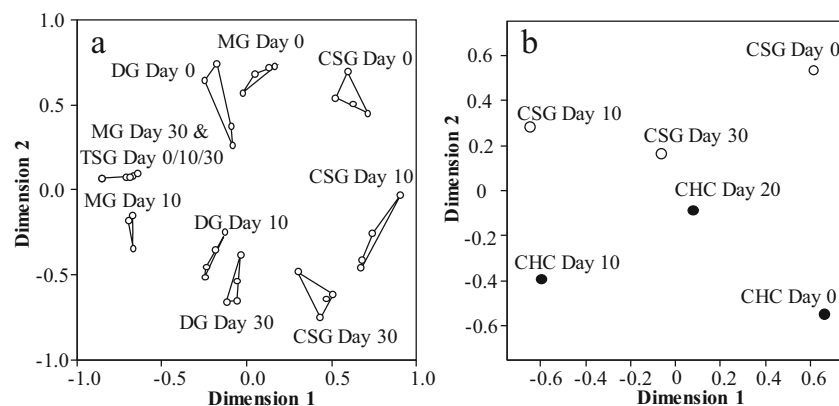 a
MG Day 0
CSG Day 0
DG Day 0
MG Day 30 &
TSG Day 0/10/30
CSG Day 10
MG Day 10
DG Day 10
DG Day 30
CSG Day 30
Dimension 2
1.0
0.5
0.0
-0.5
-1.0
-1.0
-0.5
0.0
0.5
1.0
Dimension 1
b
CSG Day 0
CSG Day 10
CSG Day 30
CHC Day 20
CHC Day 10
CHC Day 0
Dimension 2
0.6
0.4
0.2
0
-0.2
-0.4
-0.6
-0.6
-0.4
-0.2
0
0.2
0.4
0.6
Dimension 1